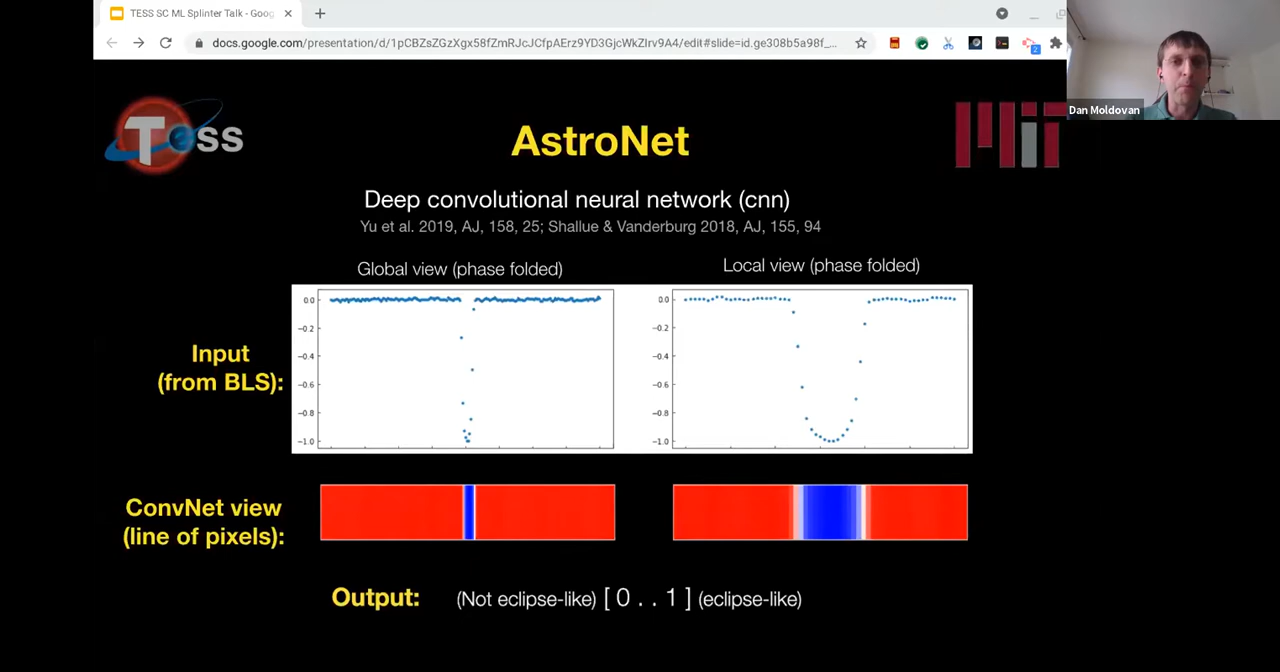 TESS SC ML Splinter Talk - Goog
docs.google.com/presentation/d/1pCBZsZGzXgx58fZmRJcJCfpAErz9YD3GjcWkZIrv9A4/edit#slide=id.ge308b5a98f_...
2
Dan Moldovan
Tess
AstroNet
MIT
Deep convolutional neural network (cnn)
Yu et al. 2019, AJ, 158, 25; Shallue & Vanderburg 2018, AJ, 155, 94
Global view (phase folded)
Local view (phase folded)
0.0
−0.2
−0.4
−0.6
−0.8
−1.0
0.0
−0.2
−0.4
−0.6
−0.8
−1.0
Input
(from BLS):
ConvNet view
(line of pixels):
Output: (Not eclipse-like) [ 0 . . 1 ] (eclipse-like)